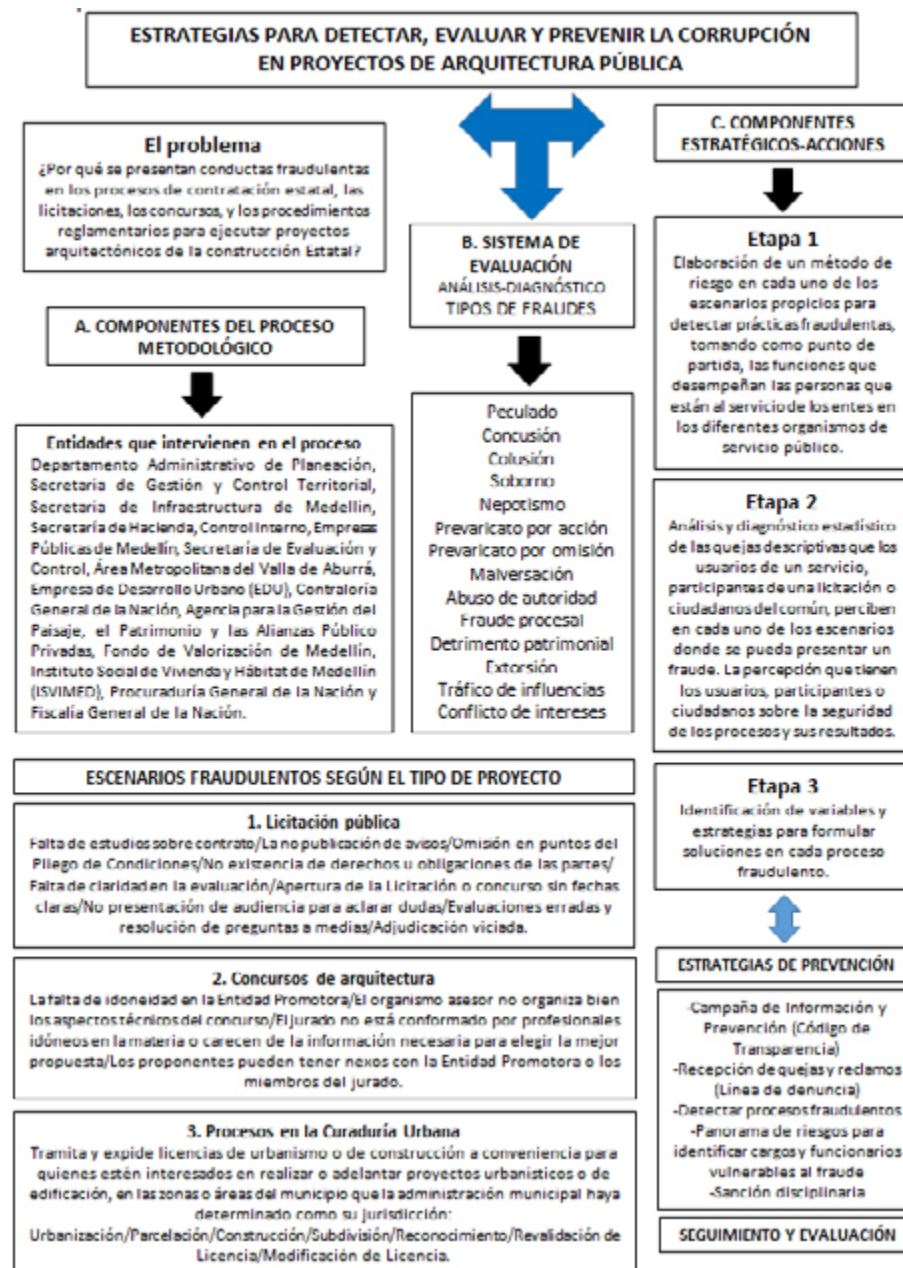 ESTRATEGIAS PARA DETECTAR, EVALUAR Y PREVENIR LA CORRUPCIÓN
EN PROYECTOS DE ARQUITECTURA PÚBLICA
El problema
¿Por qué se presentan conductas fraudulentas
en los procesos de contratación estatal, las
licitaciones, los concursos, y los procedimientos
reglamentarios para ejecutar proyectos
arquitectónicos de la construcción Estatal?
A. COMPONENTES DEL PROCESO
METODOLÓGICO
Entidades que intervienen en el proceso
Departamento Administrativo de Planeación,
Secretaria de Gestión y Control Territorial,
Secretaria de Infraestructura de Medellin,
Secretaría de Hacienda, Control Interno, Empresas
Públicas de Medellín, Secretaría de Evaluación y
Control, Área Metropolitana del Valla de Aburrá,
Empresa de Desarrollo Urbano (EDU), Contraloría
General de la Nación, Agencia para la Gestión del
Paisaje, el Patrimonio y las Alianzas Público
Privadas, Fondo de Valorización de Medellín,
Instituto Social de Vivienda y Hábitat de Medellín
(ISVIMED), Procuraduría General de la Nación y
Fiscalía General de la Nación.
B. SISTEMA DE
EVALUACIÓN
ANÁLISIS-DIAGNÓSTICO
TIPOS DE FRAUDES
Peculado
Concusión
Colusión
Soborno
Nepotismo
Prevaricato por acción
Prevaricato por omisión
Malversación
Abuso de autoridad
Fraude procesal
Detrimento patrimonial
Extorsión
Tráfico de influencias
Conflicto de intereses
C. COMPONENTES
ESTRATÉGICOS-ACCIONES
Etapa 1
Elaboración de un método de
riesgo en cada uno de los
escenarios propicios para
detectar prácticas fraudulentas,
tomando como punto de
partida, las funciones que
desempeñan las personas que
están al servicio de los entes en
los diferentes organismos de
servicio público.
Etapa 2
Análisis y diagnóstico estadístico
de las quejas descriptivas que los
usuarios de un servicio,
participantes de una licitación o
ciudadanos del común, perciben
en cada uno de los escenarios
donde se pueda presentar un
fraude. La percepción que tienen
los usuarios, participantes o
ciudadanos sobre la seguridad
de los procesos y sus resultados.
Etapa 3
Identificación de variables y
estrategias para formular
soluciones en cada proceso
fraudulento.
ESTRATEGIAS DE PREVENCIÓN
-Campaña de Información y
Prevención (Código de
Transparencia)
-Recepción de quejas y reclamos
(Línea de denuncia)
-Detectar procesos fraudulentos
-Panorama de riesgos para
identificar cargos y funcionarios
vulnerables al fraude
-Sanción disciplinaria
SEGUIMIENTO Y EVALUACIÓN
ESCENARIOS FRAUDULENTOS SEGÚN EL TIPO DE PROYECTO
1. Licitación pública
Falta de estudios sobre contrato/La no publicación de avisos/Omisión en puntos del
Pliego de Condiciones/No existencia de derechos u obligaciones de las partes/
Falta de claridad en la evaluación/Apertura de la Licitación o concurso sin fechas
claras/No presentación de audiencia para aclarar dudas/Evaluaciones erradas y
resolución de preguntas a medias/Adjudicación viciada.
2. Concursos de arquitectura
La falta de idoneidad en la Entidad Promotora/El organismo asesor no organiza bien
los aspectos técnicos del concurso/El jurado no está conformado por profesionales
idóneos en la materia o carecen de la información necesaria para elegir la mejor
propuesta/Los proponentes pueden tener nexos con la Entidad Promotora o los
miembros del jurado.
3. Procesos en la Curaduría Urbana
Tramita y expide licencias de urbanismo o de construcción a conveniencia para
quienes estén interesados en realizar o adelantar proyectos urbanísticos o de
edificación, en las zonas o áreas del municipio que la administración municipal haya
determinado como su jurisdicción:
Urbanización/Parcelación/Construcción/Subdivisión/Reconocimiento/Revalidación de
Licencia/Modificación de Licencia.